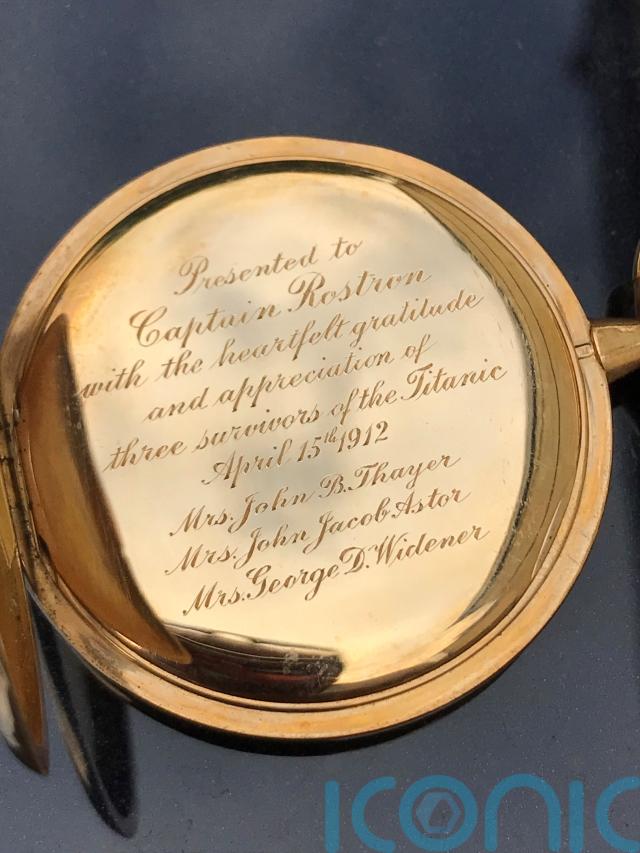 Presented to
Captain Rostron
with the heartfelt gratitude
and appreciation of
three survivors of the Titanic
April 15th 1912
Mrs. John B. Thayer
Mrs. John Jacob Astor
Mrs. George D. Widener
ICONIC